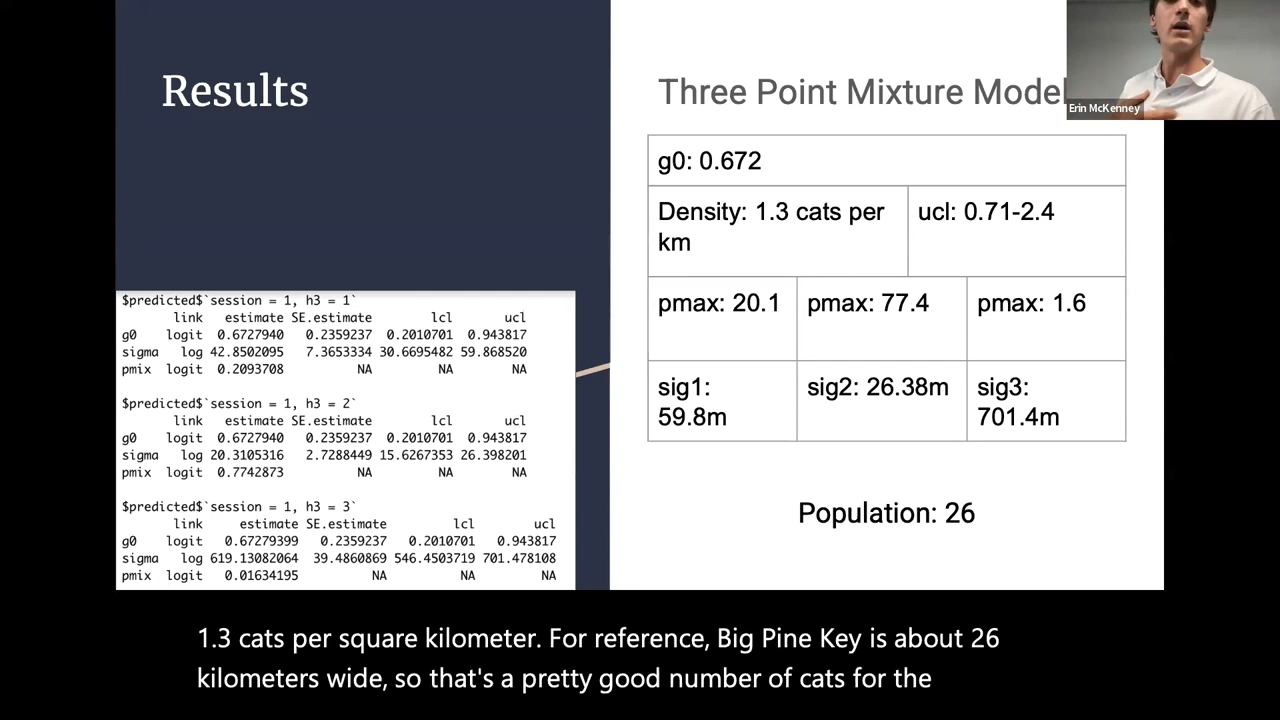 Results
Three Point Mixture Model
Erin McKenney
g0: 0.672
Density: 1.3 cats per
km
ucl: 0.71-2.4
pmax: 20.1
pmax: 77.4
pmax: 1.6
sig1:
59.8m
sig2: 26.38m
sig3:
701.4m
Population: 26
$predicted$`session = 1, h3 = 1`
link estimate SE.estimate lcl ucl
g0 logit 0.6727940 0.2359237 0.2010701 0.943817
sigma log 42.8502095 7.3653334 30.6695482 59.868520
pmix logit 0.2093708 NA NA NA
$predicted$`session = 1, h3 = 2`
link estimate SE.estimate lcl ucl
g0 logit 0.6727940 0.2359237 0.2010701 0.943817
sigma log 20.3105316 2.7288449 15.6267353 26.398201
pmix logit 0.7742873 NA NA NA
$predicted$`session = 1, h3 = 3`
link estimate SE.estimate lcl ucl
g0 logit 0.67279399 0.2359237 0.2010701 0.943817
sigma log 619.13082064 39.4860869 546.4503719 701.478108
pmix logit 0.01634195 NA NA NA
1.3 cats per square kilometer. For reference, Big Pine Key is about 26
kilometers wide, so that's a pretty good number of cats for the